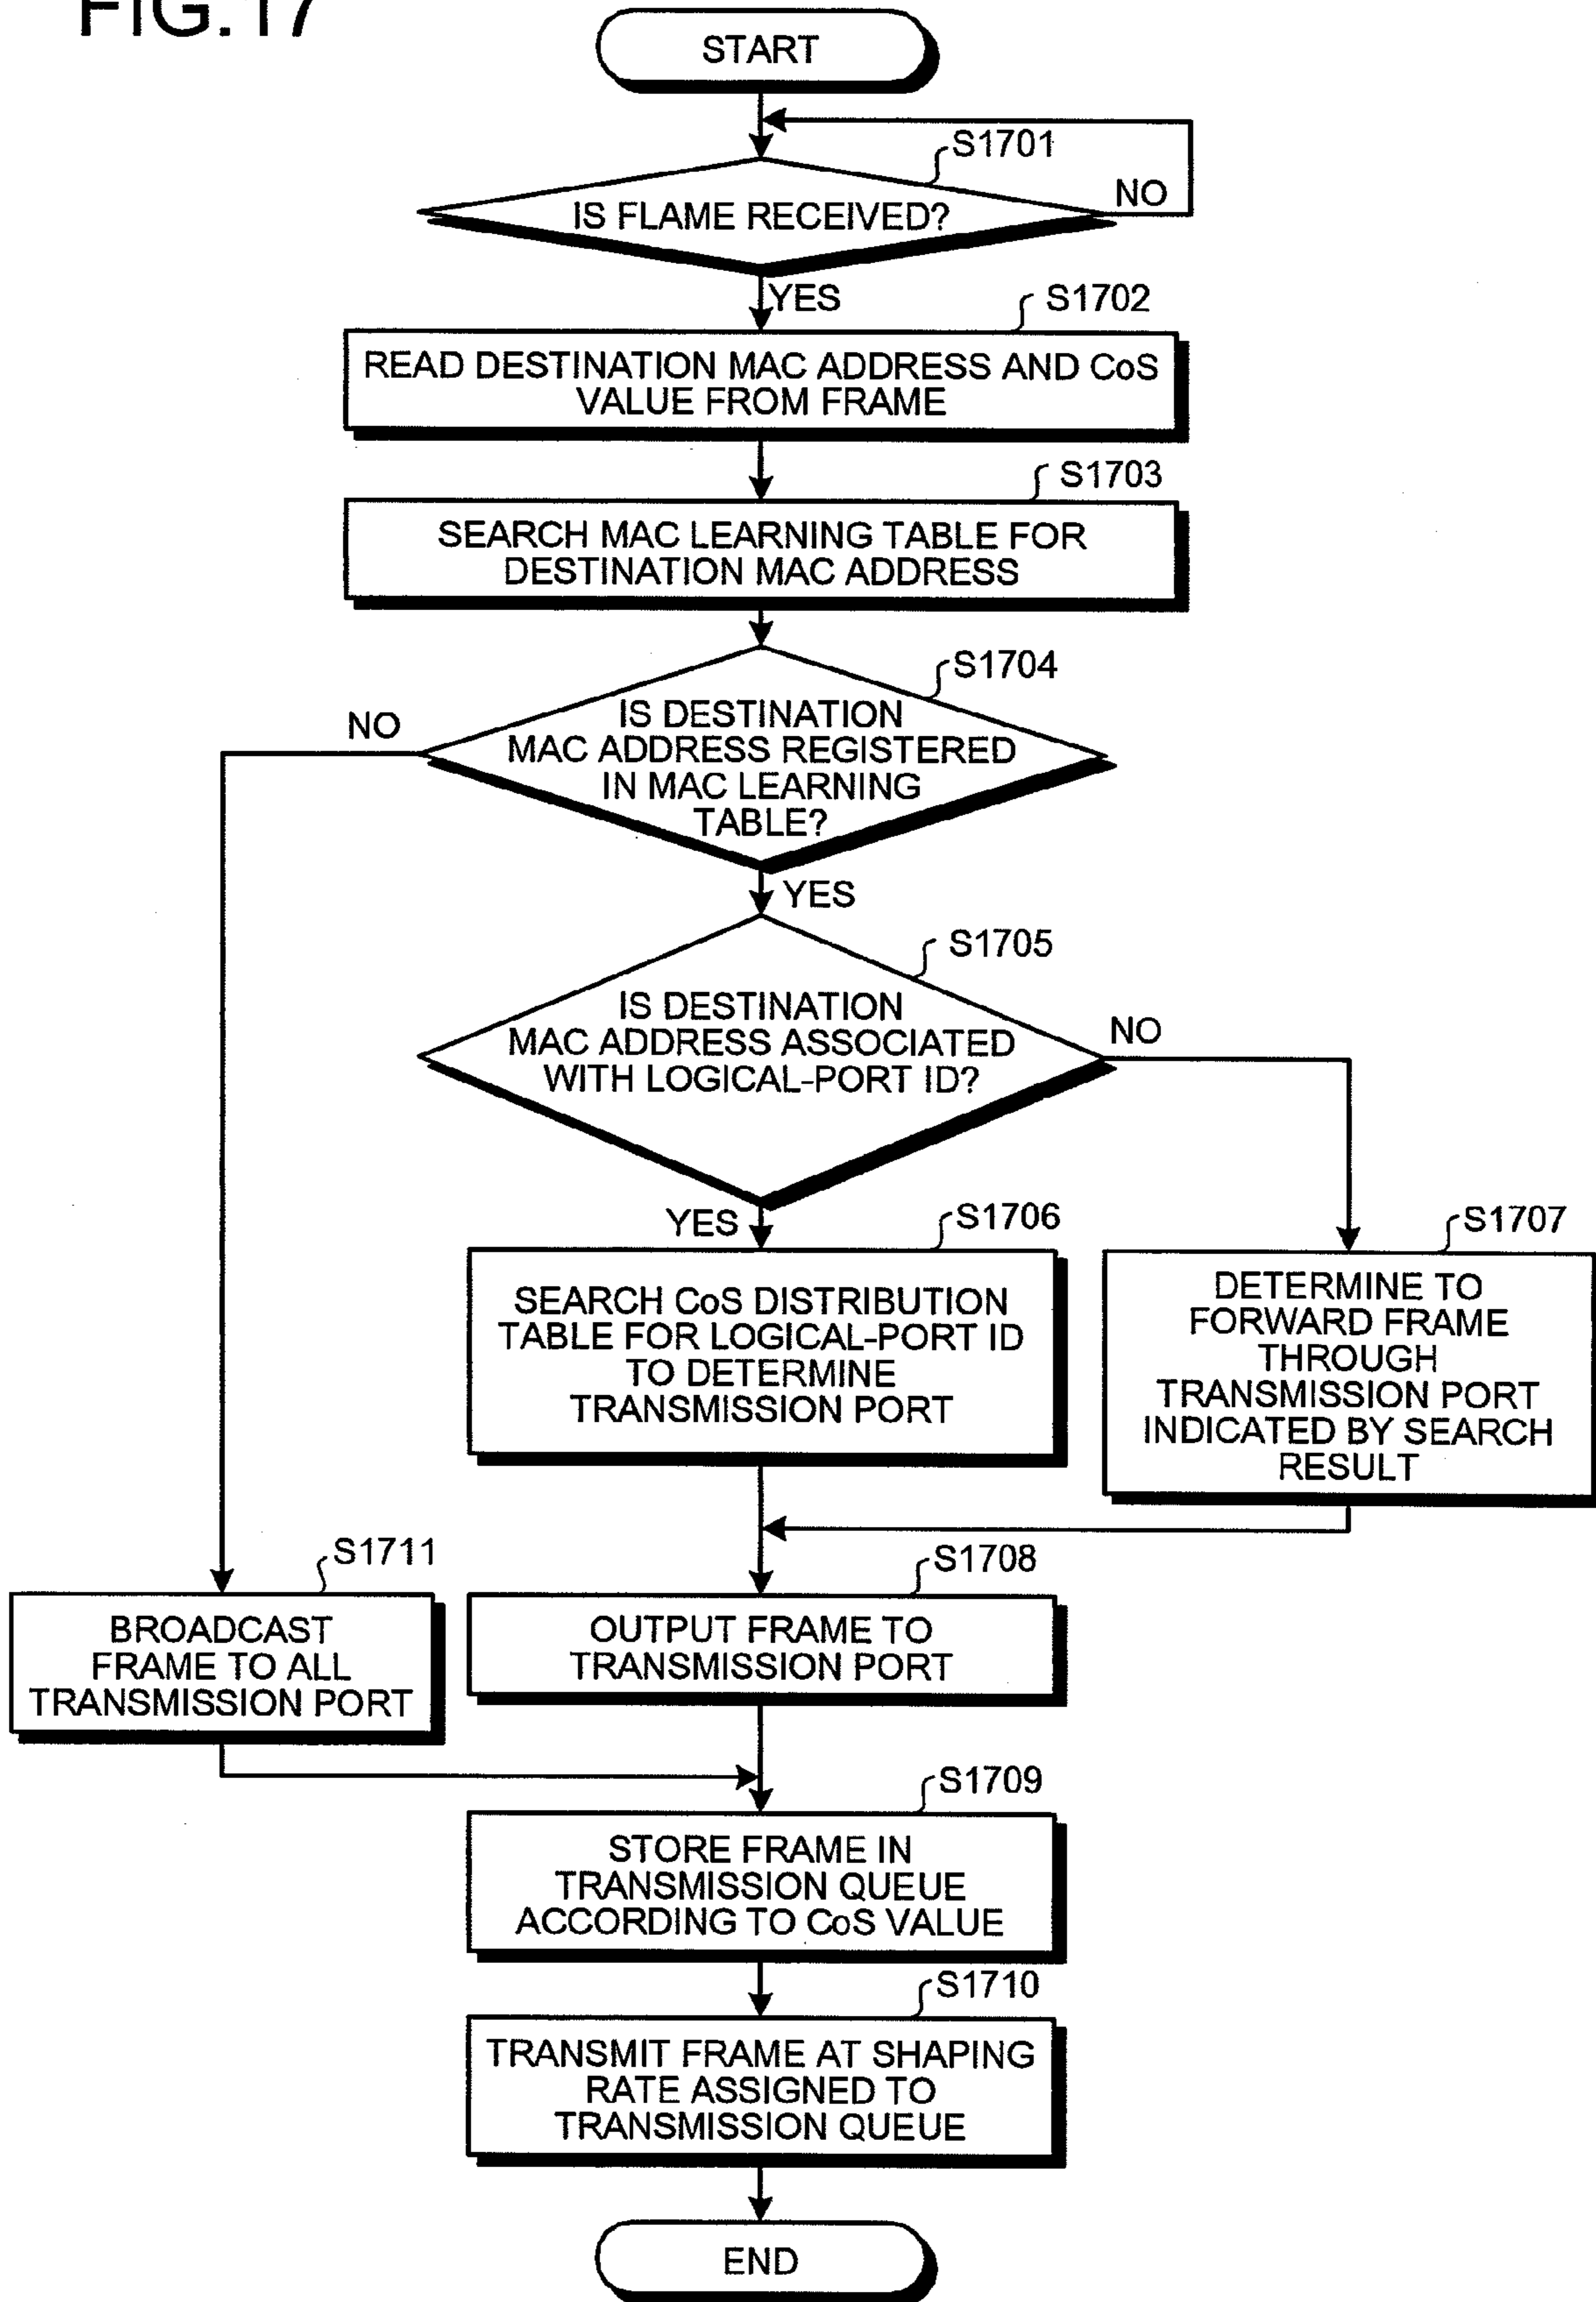 FIG.17
START
S1701
NO
IS FLAME RECEIVED?
YES
S1702
READ DESTINATION MAC ADDRESS AND CoS
VALUE FROM FRAME
S1703
SEARCH MAC LEARNING TABLE FOR
DESTINATION MAC ADDRESS
S1704
NO
IS DESTINATION
MAC ADDRESS REGISTERED
IN MAC LEARNING
TABLE?
YES
S1705
IS DESTINATION
MAC ADDRESS ASSOCIATED
WITH LOGICAL-PORT ID?
NO
YES
S1706
SEARCH CoS DISTRIBUTION
TABLE FOR LOGICAL-PORT ID
TO DETERMINE
TRANSMISSION PORT
S1707
DETERMINE TO
FORWARD FRAME
THROUGH
TRANSMISSION PORT
INDICATED BY SEARCH
RESULT
S1711
BROADCAST
FRAME TO ALL
TRANSMISSION PORT
S1708
OUTPUT FRAME TO
TRANSMISSION PORT
S1709
STORE FRAME IN
TRANSMISSION QUEUE
ACCORDING TO CoS VALUE
S1710
TRANSMIT FRAME AT SHAPING
RATE ASSIGNED TO
TRANSMISSION QUEUE
END